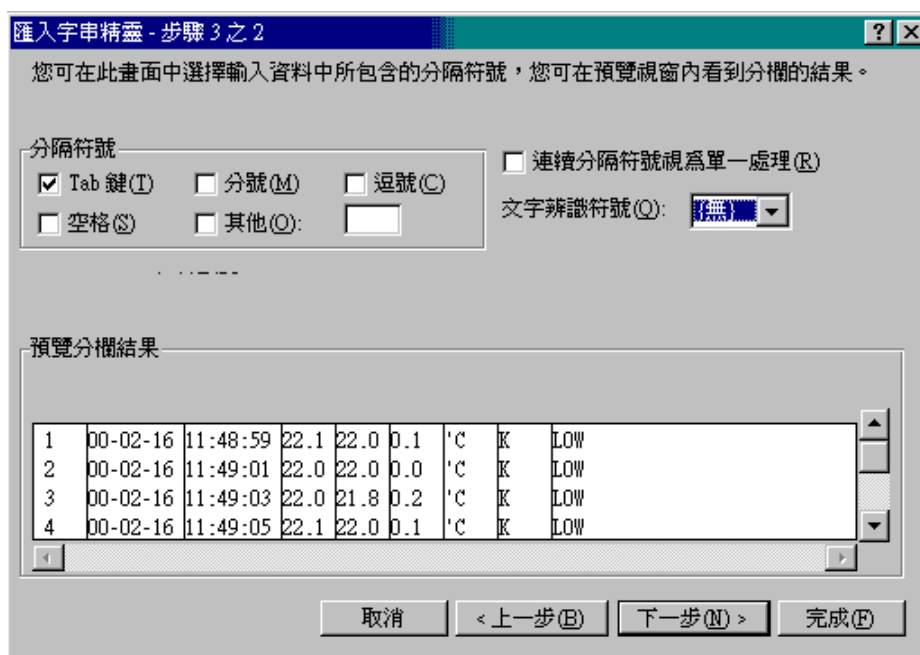 匯入字串精靈 - 步驟 3 之 2
您可在此畫面中選擇輸入資料中所包含的分隔符號，您可在預覽視窗內看到分欄的結果。
分隔符號
Tab 鍵(T) 分號(M) 逗號(C)
空格(S) 其他(O):
連續分隔符號視為單一處理(R)
文字辨識符號(Q): {無}
預覽分欄結果
1 00-02-16 11:48:59 22.1 22.0 0.1 'C K LOW
2 00-02-16 11:49:01 22.0 22.0 0.0 'C K LOW
3 00-02-16 11:49:03 22.0 21.8 0.2 'C K LOW
4 00-02-16 11:49:05 22.1 22.0 0.1 'C K LOW
取消 < 上一步(B) 下一步(N) > 完成(F)